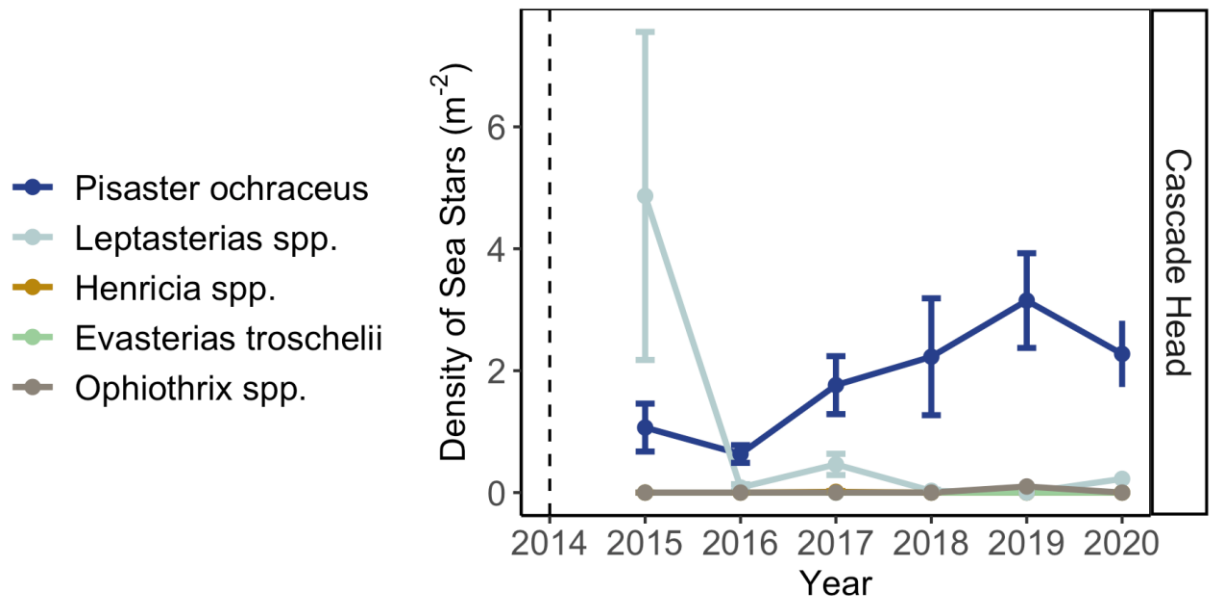 Pisaster ochraceus
Leptasterias spp.
Henricia spp.
Evasterias troschelii
Ophiothrix spp.
Density of Sea Stars (m⁻²)
6
4
2
0
2014 2015 2016 2017 2018 2019 2020
Year
Cascade Head